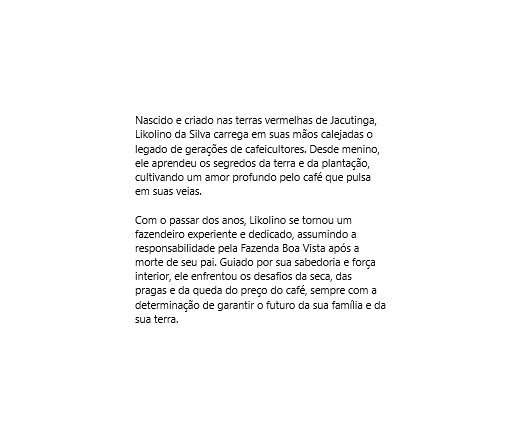 Nascido e criado nas terras vermelhas de Jacutinga,
Likolino da Silva carrega em suas mãos calejadas o
legado de gerações de cafeicultores. Desde menino,
ele aprendeu os segredos da terra e da plantação,
cultivando um amor profundo pelo café que pulsa
em suas veias.

Com o passar dos anos, Likolino se tornou um
fazendeiro experiente e dedicado, assumindo a
responsabilidade pela Fazenda Boa Vista após a
morte de seu pai. Guiado por sua sabedoria e força
interior, ele enfrentou os desafios da seca, das
pragas e da queda do preço do café, sempre com a
determinação de garantir o futuro da sua família e da
sua terra.